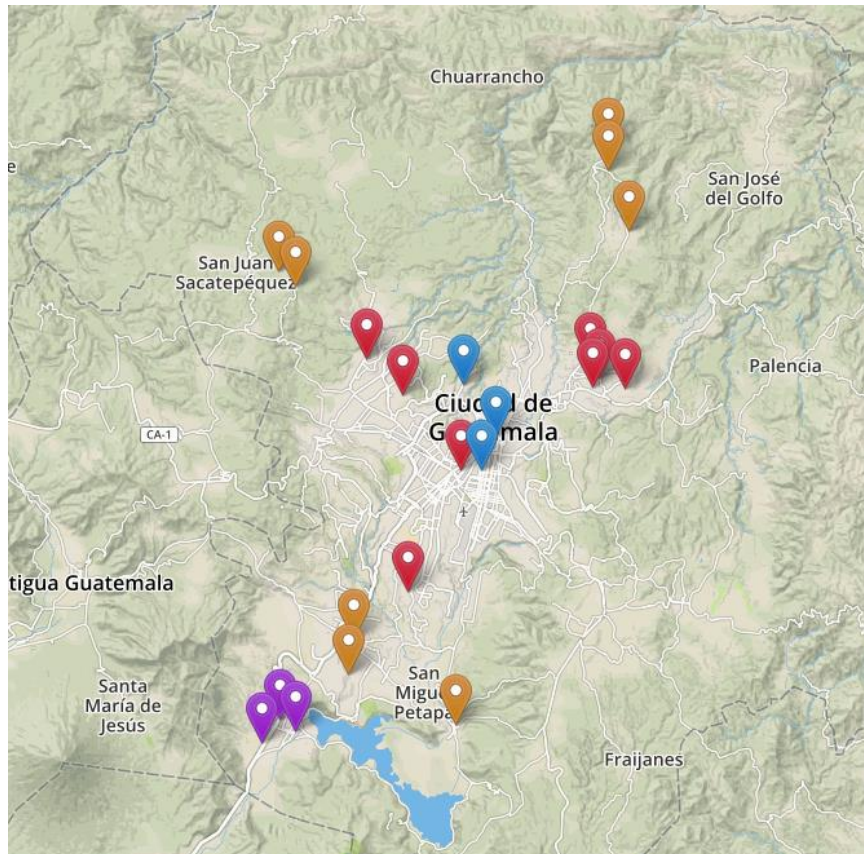 Chuarrancho
e
San José
del Golfo
San Juan
Sacatepéquez
Palencia
Ciudad de
Guatemala
CA-1
tigua Guatemala
San
Miguel
Petapa
Santa
María de
Jesús
Fraijanes